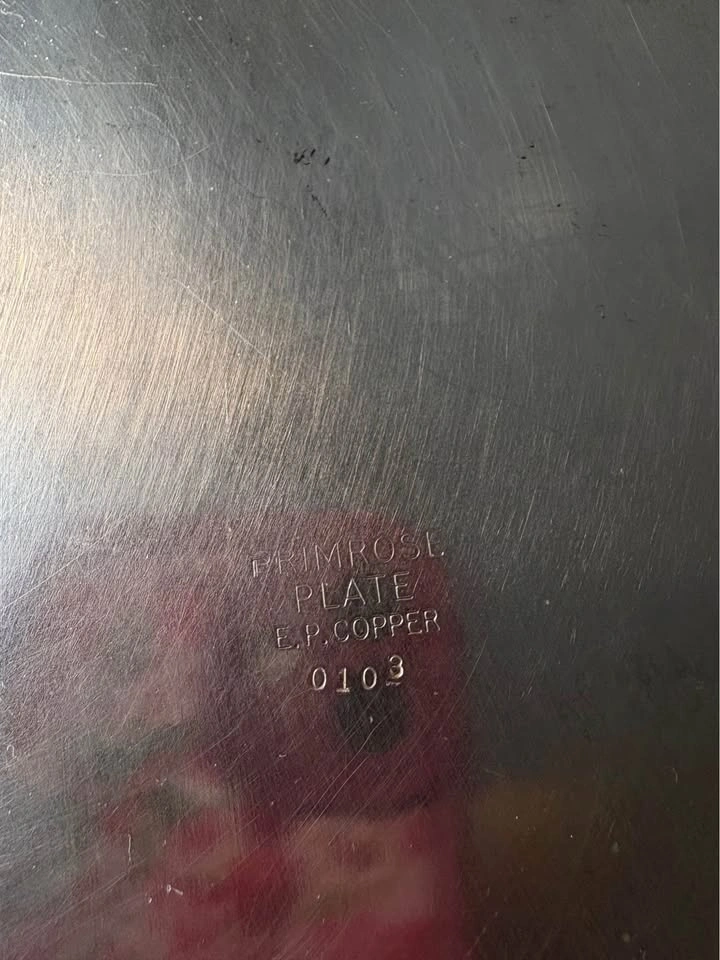 PRIMROSE
PLATE
E.P. COPPER
0103